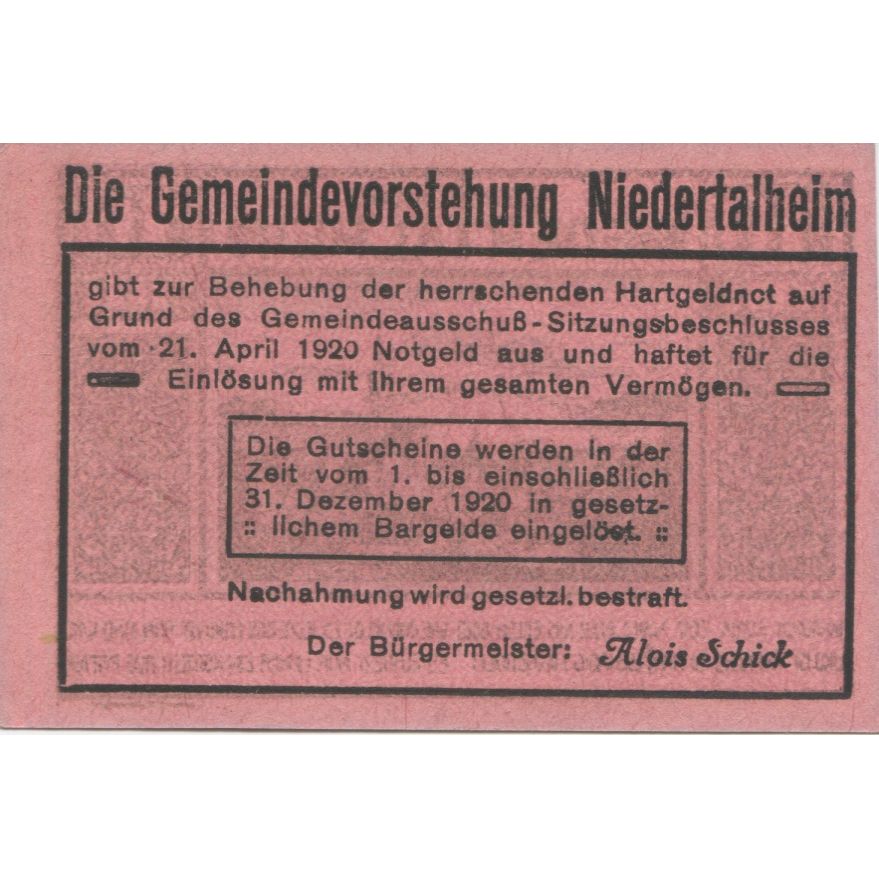 Die Gemeindevorstehung Niedertalheim
gibt zur Behebung der herrschenden Hartgeldnot auf
Grund des Gemeindeausschuß-Sitzungsbeschlusses
vom 21. April 1920 Notgeld aus und haftet für die
Einlösung mit Ihrem gesamten Vermögen.
Die Gutscheine werden in der
Zeit vom 1. bis einschließlich
31. Dezember 1920 in gesetz-
:: lichem Bargelde eingelöst. ::
Nachahmung wird gesetzl. bestraft.
Der Bürgermeister: Alois Schick